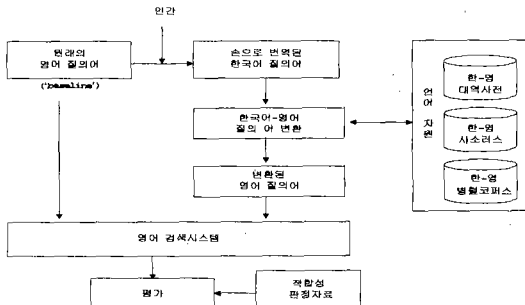 인간
원래의
영어 질의어
('baseline')
손으로 번역된
한국어 질의어
한국어-영어
질의 어 변환
변환된
영어 질의어
영어 검색시스템
평가
적합성
판정자료
언어 자원
한-영
대역사전
한-영
시소러스
한-영
병렬코퍼스